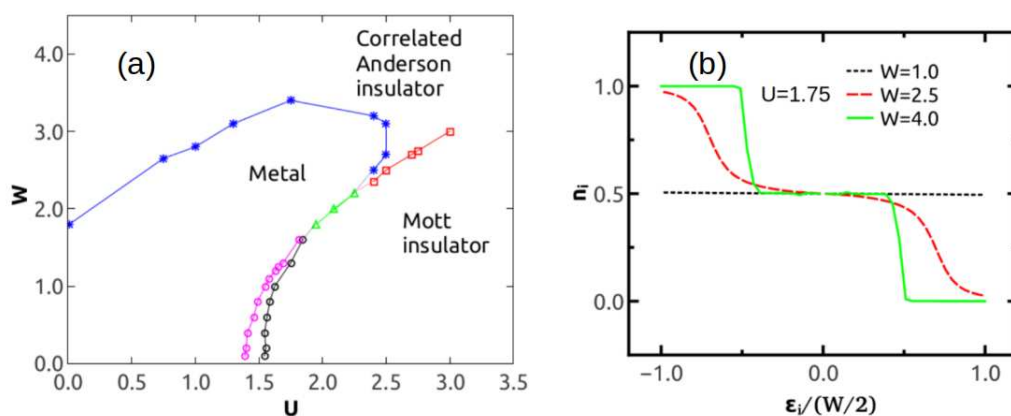 (a)
Correlated
Anderson
insulator
Metal
Mott
insulator
W
4.0
3.0
2.0
1.0
0.0
0.0 0.5 1.0 1.5 2.0 2.5 3.0 3.5
U
(b)
U=1.75
W=1.0
W=2.5
W=4.0
nᵢ
1.0
0.5
0.0
−1.0 0.0 1.0
εᵢ/(W/2)